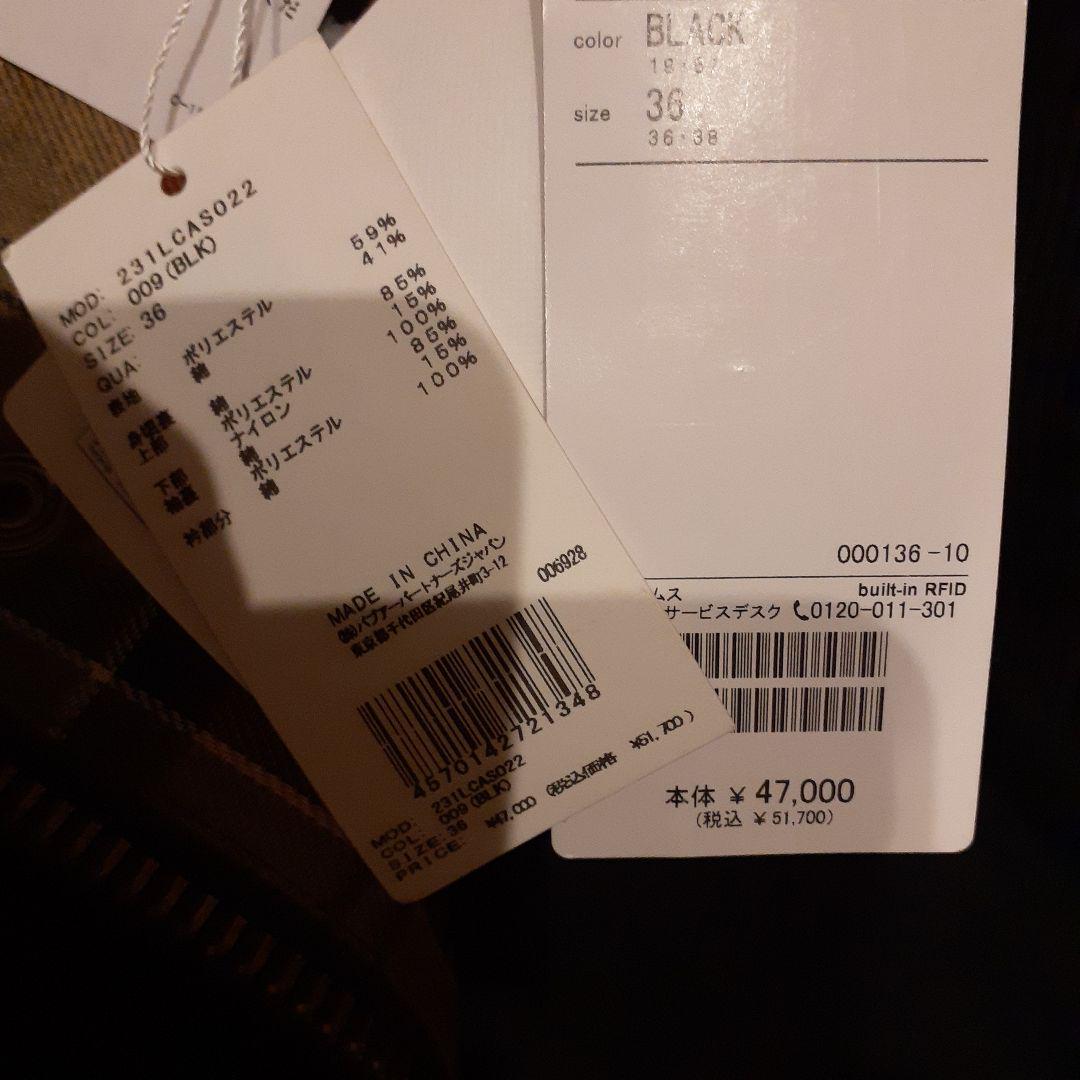 MOD: 231LCAS022
COL: 009(BLK)
SIZE: 36
QUA:
表地 ポリエステル 59%
綿 41%
身頃裏
上部 綿 85%
ポリエステル 15%
下部 ナイロン 100%
袖裏 綿 85%
ポリエステル 15%
衿部分 綿 100%
MADE IN CHINA
㈱バブアーパートナーズジャパン
東京都千代田区紀尾井町3-12
006928
4570142721348
MOD: 231LCAS022
COL: 009(BLK)
SIZE: 36
PRICE: ¥47,000 (税込価格 ¥51,700)
color BLACK
size 36
36・38
000136-10
built-in RFID
ムス
サービスデスク 0120-011-301
本体 ¥ 47,000
(税込 ¥ 51,700)